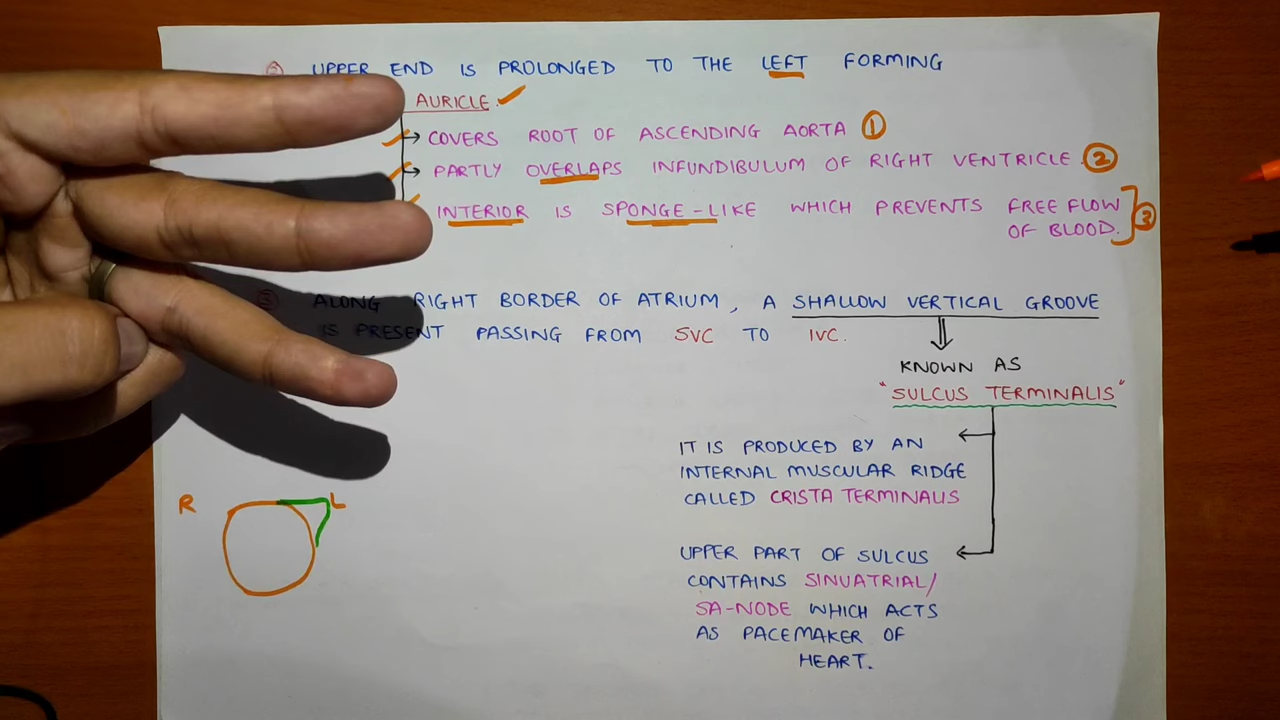 ② UPPER END IS PROLONGED TO THE LEFT FORMING
AURICLE.
→ COVERS ROOT OF ASCENDING AORTA ①
→ PARTLY OVERLAPS INFUNDIBULUM OF RIGHT VENTRICLE. ②
INTERIOR IS SPONGE-LIKE WHICH PREVENTS FREE FLOW
OF BLOOD. ③
③ ALONG RIGHT BORDER OF ATRIUM, A SHALLOW VERTICAL GROOVE
IS PRESENT PASSING FROM SVC TO IVC.
KNOWN AS
"SULCUS TERMINALIS"
IT IS PRODUCED BY AN
INTERNAL MUSCULAR RIDGE
CALLED CRISTA TERMINALIS
R L
UPPER PART OF SULCUS
CONTAINS SINUATRIAL/
SA-NODE WHICH ACTS
AS PACEMAKER OF
HEART.